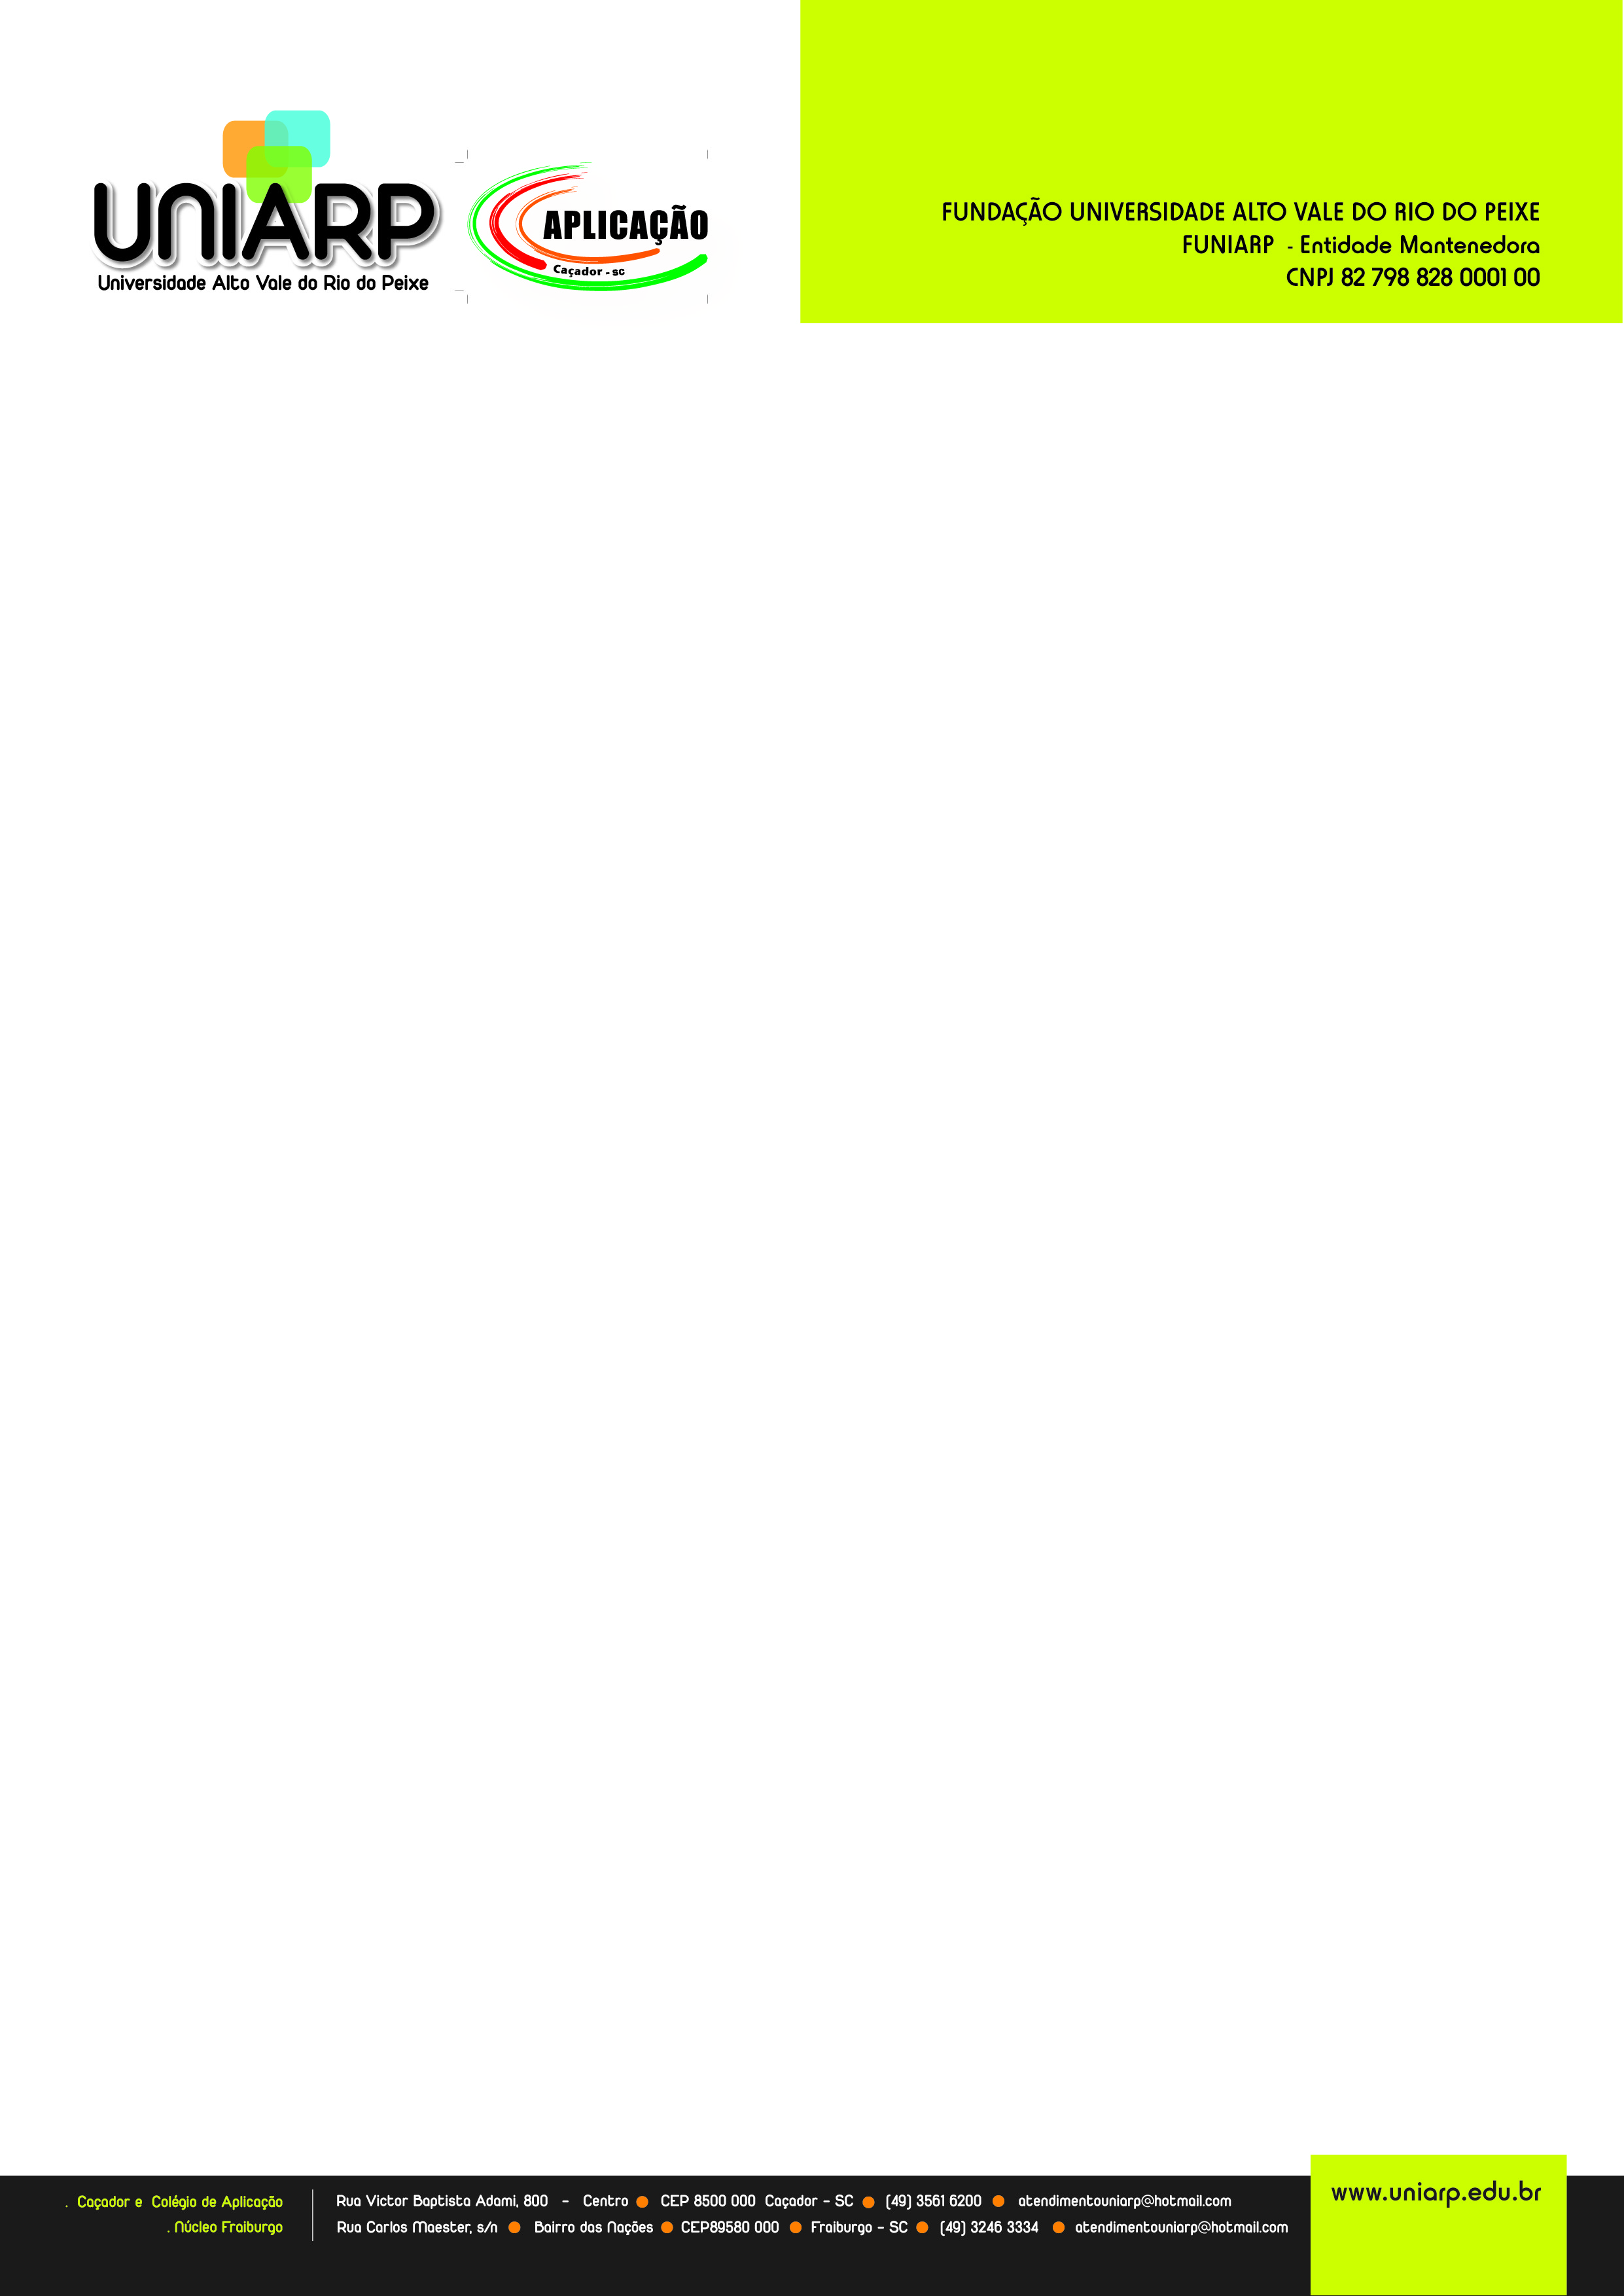 UNIARP
Universidade Alto Vale do Rio do Peixe
APLICAÇÃO
Caçador - SC
FUNDAÇÃO UNIVERSIDADE ALTO VALE DO RIO DO PEIXE
FUNIARP - Entidade Mantenedora
CNPJ 82 798 828 0001 00
. Caçador e Colégio de Aplicação
Rua Victor Baptista Adami, 800 - Centro ● CEP 8500 000 Caçador - SC ● (49) 3561 6200 ● atendimentouniarp@hotmail.com
. Núcleo Fraiburgo
Rua Carlos Maester, s/n ● Bairro das Nações ● CEP89580 000 ● Fraiburgo - SC ● (49) 3246 3334 ● atendimentouniarp@hotmail.com
www.uniarp.edu.br